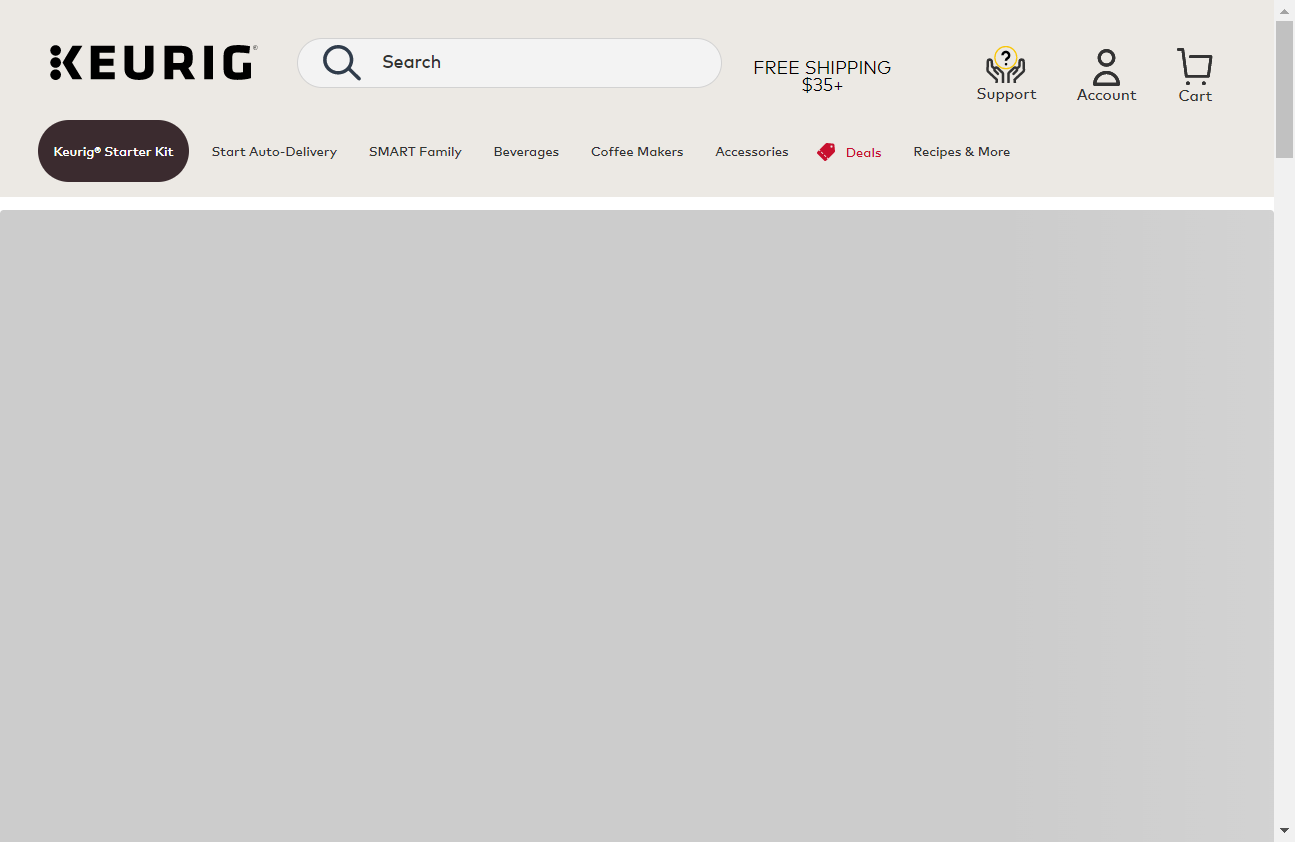 KEURIG®
Search
FREE SHIPPING
$35+
?
Support
Account
Cart
Keurig® Starter Kit
Start Auto-Delivery
SMART Family
Beverages
Coffee Makers
Accessories
Deals
Recipes & More